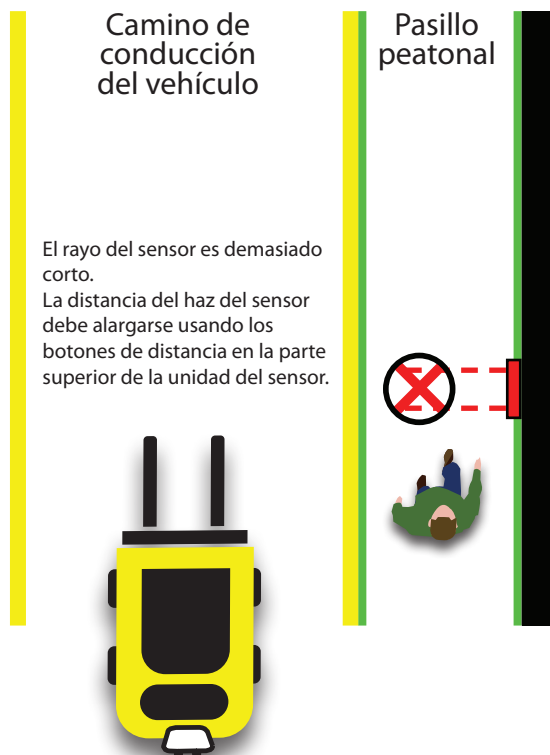 Camino de
conducción
del vehículo
Pasillo
peatonal
El rayo del sensor es demasiado
corto.
La distancia del haz del sensor
debe alargarse usando los
botones de distancia en la parte
superior de la unidad del sensor.